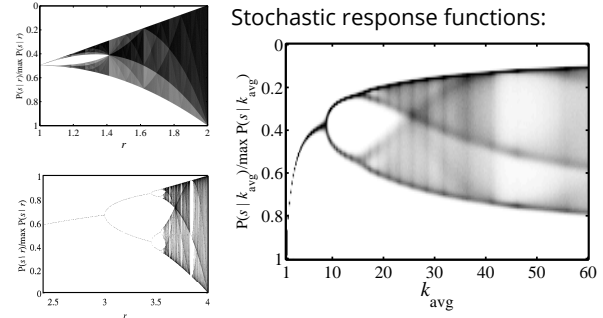 Stochastic response functions:
P(s | r)/max P(s | r)
0
0.2
0.4
0.6
0.8
1
1 1.2 1.4 1.6 1.8 2
r
P(s | r)/max P(s | r)
1
0.8
0.6
0.4
0.2
0
2.5 3 3.5 4
r
P(s | k_avg)/max P(s | k_avg)
0
0.4
0.6
0.8
1
1 10 20 30 40 50 60
k_avg